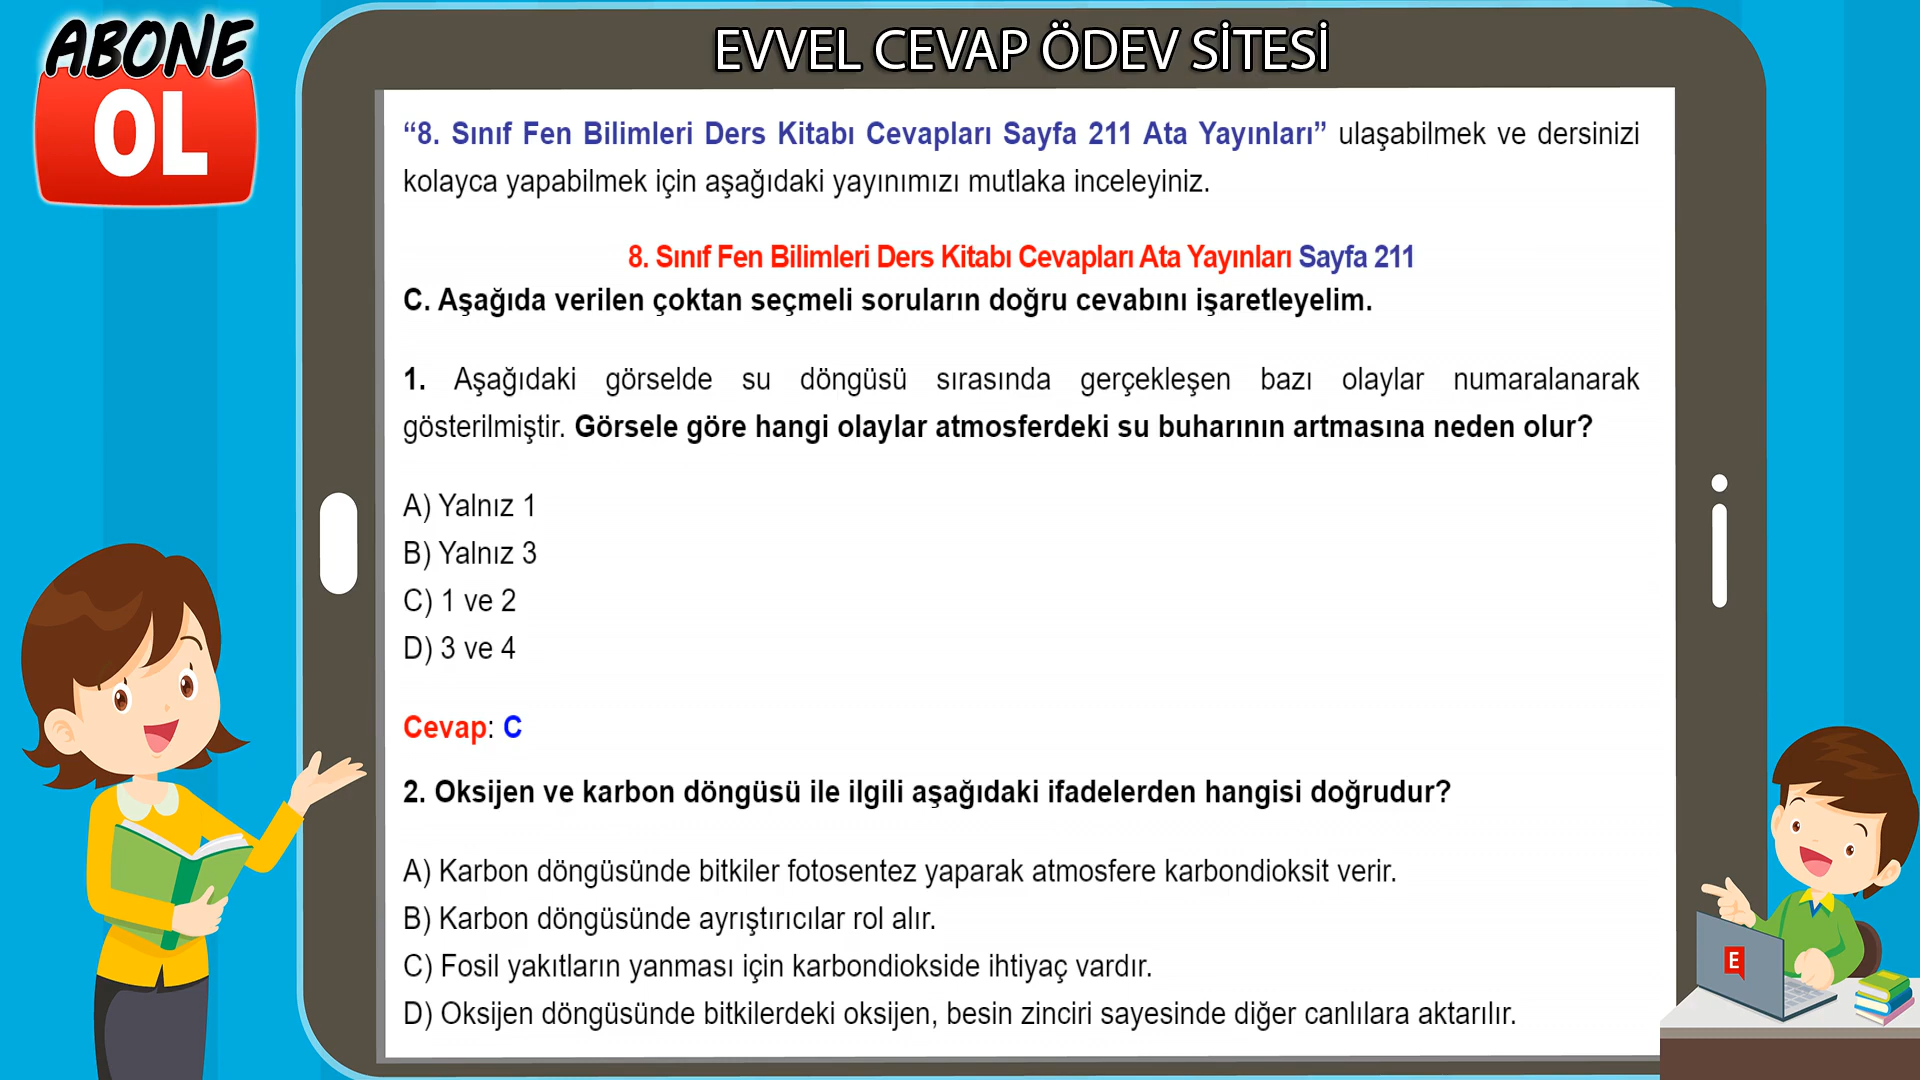 ABONE
OL
EVVEL CEVAP ÖDEV SİTESİ
“8. Sınıf Fen Bilimleri Ders Kitabı Cevapları Sayfa 211 Ata Yayınları” ulaşabilmek ve dersinizi
kolayca yapabilmek için aşağıdaki yayınımızı mutlaka inceleyiniz.
8. Sınıf Fen Bilimleri Ders Kitabı Cevapları Ata Yayınları Sayfa 211
C. Aşağıda verilen çoktan seçmeli soruların doğru cevabını işaretleyelim.
1. Aşağıdaki görselde su döngüsü sırasında gerçekleşen bazı olaylar numaralanarak
gösterilmiştir. Görsele göre hangi olaylar atmosferdeki su buharının artmasına neden olur?
A) Yalnız 1
B) Yalnız 3
C) 1 ve 2
D) 3 ve 4
Cevap: C
2. Oksijen ve karbon döngüsü ile ilgili aşağıdaki ifadelerden hangisi doğrudur?
A) Karbon döngüsünde bitkiler fotosentez yaparak atmosfere karbondioksit verir.
B) Karbon döngüsünde ayrıştırıcılar rol alır.
C) Fosil yakıtların yanması için karbondiokside ihtiyaç vardır.
D) Oksijen döngüsünde bitkilerdeki oksijen, besin zinciri sayesinde diğer canlılara aktarılır.
E